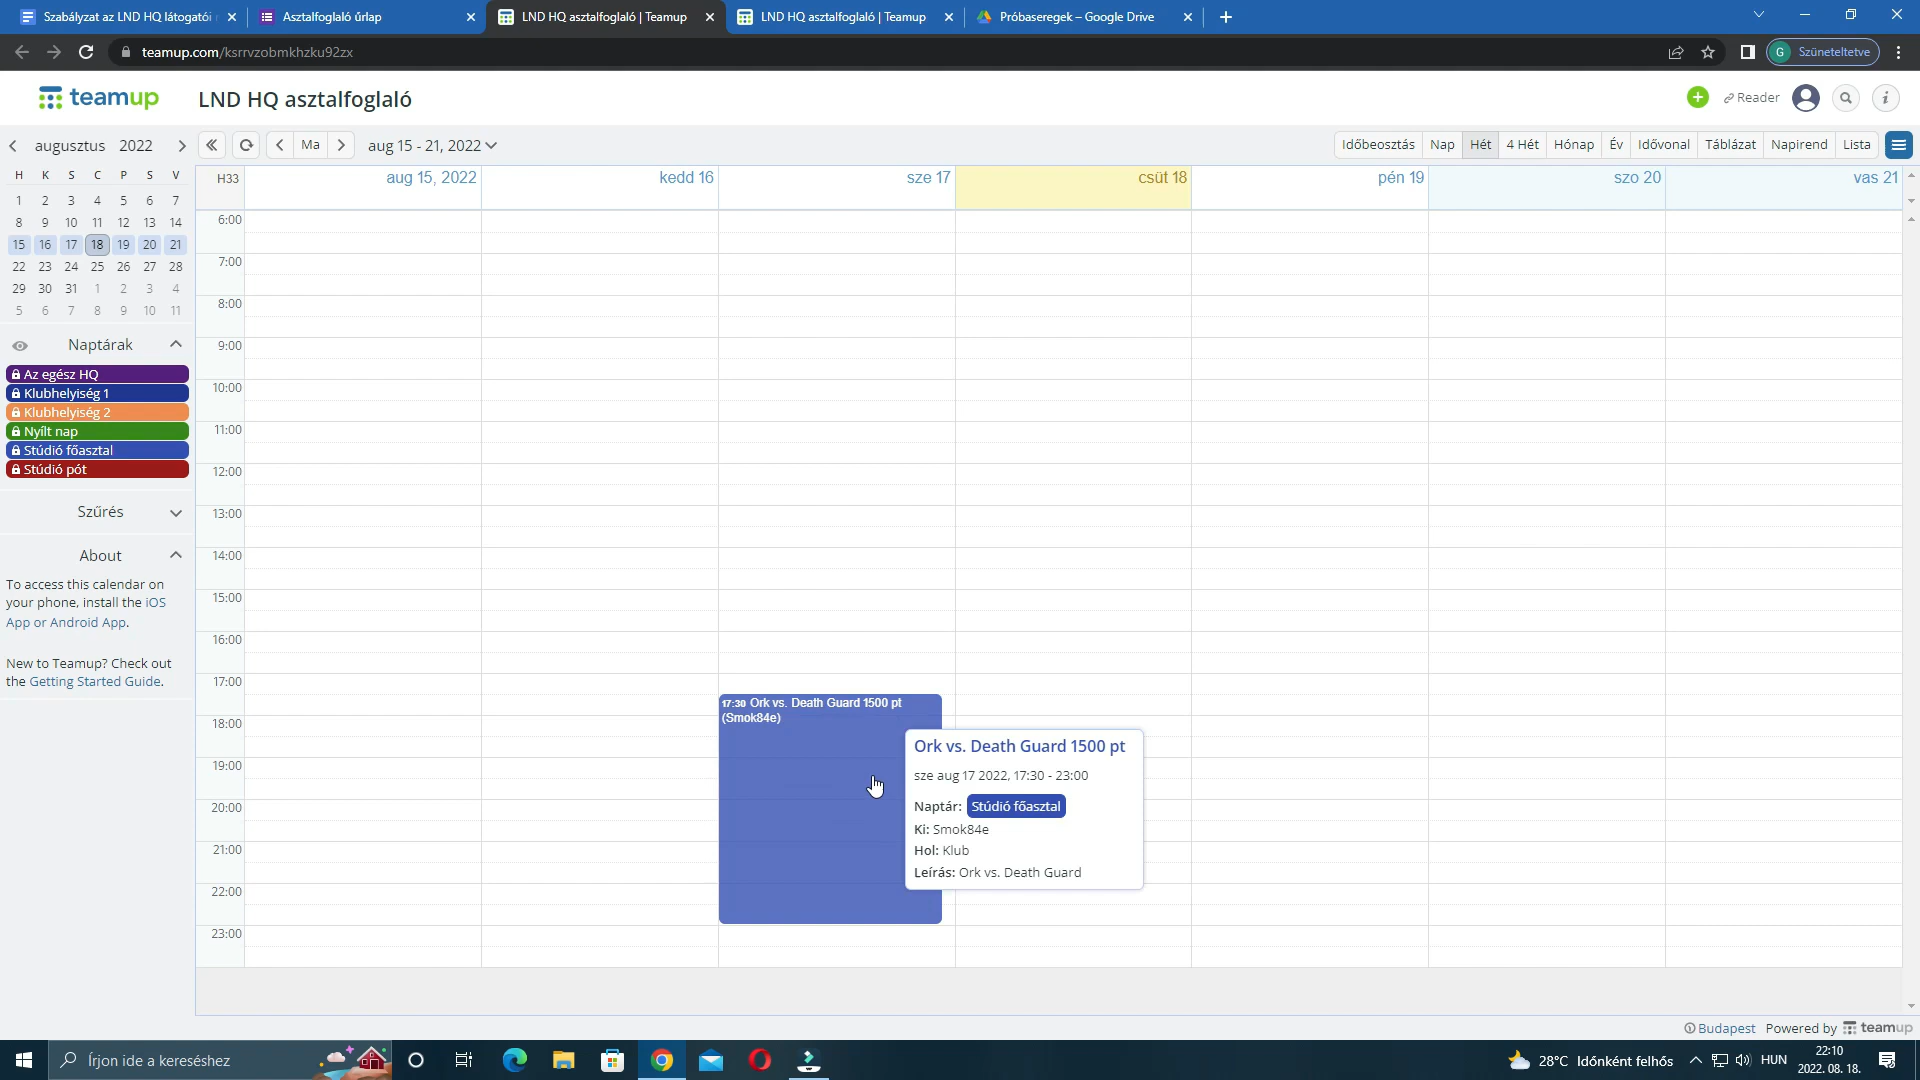 Szabályzat az LND HQ látogatói
Asztalfoglaló űrlap
LND HQ asztalfoglaló | Teamup
LND HQ asztalfoglaló | Teamup
Próbaseregek – Google Drive
teamup.com/ksrrvzobmkhzku92zx
G Szüneteltetve
teamup
LND HQ asztalfoglaló
Reader
augusztus 2022
Ma
aug 15 - 21, 2022
Időbeosztás Nap Hét 4 Hét Hónap Év Idővonal Táblázat Napirend Lista
H K S C P S V
1 2 3 4 5 6 7
8 9 10 11 12 13 14
15 16 17 18 19 20 21
22 23 24 25 26 27 28
29 30 31 1 2 3 4
5 6 7 8 9 10 11
H33 aug 15, 2022 kedd 16 sze 17 csüt 18 pén 19 szo 20 vas 21
Naptárak
Az egész HQ
Klubhelyiség 1
Klubhelyiség 2
Nyílt nap
Stúdió főasztal
Stúdió pót
Szűrés
About
To access this calendar on
your phone, install the iOS
App or Android App.
New to Teamup? Check out
the Getting Started Guide.
6:00
7:00
8:00
9:00
10:00
11:00
12:00
13:00
14:00
15:00
16:00
17:00
18:00
19:00
20:00
21:00
22:00
23:00
17:30 Ork vs. Death Guard 1500 pt
(Smok84e)
Ork vs. Death Guard 1500 pt
sze aug 17 2022, 17:30 - 23:00
Naptár: Stúdió főasztal
Ki: Smok84e
Hol: Klub
Leírás: Ork vs. Death Guard
Budapest Powered by teamup
Írjon ide a kereséshez
28°C Időnként felhős
HUN
22:10
2022. 08. 18.